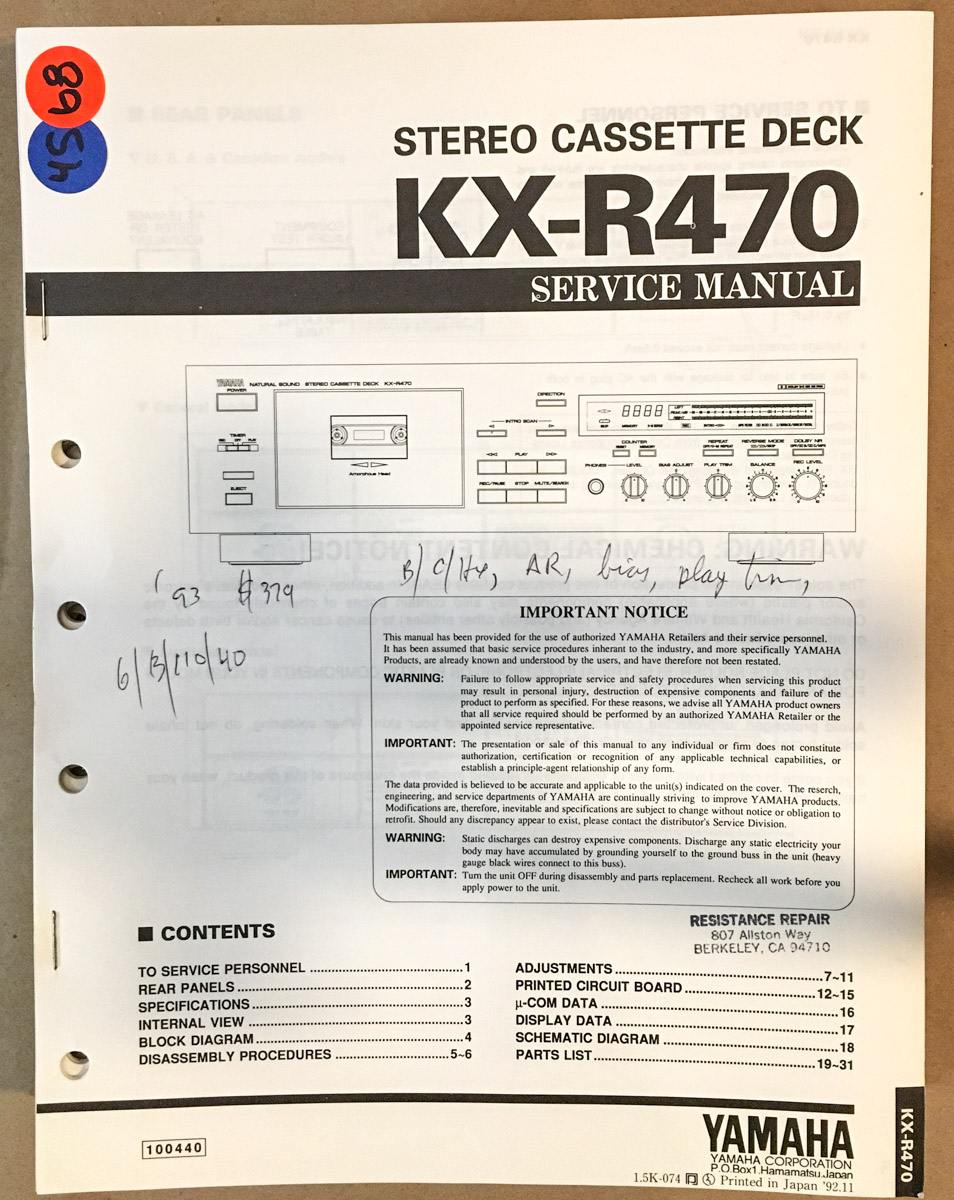 68
45
STEREO CASSETTE DECK
KX-R470
SERVICE MANUAL
YAMAHA NATURAL SOUND STEREO CASSETTE DECK KX-R470
POWER
DIRECTION
TIMER
REC OFF PLAY
INTRO SCAN
LEFT
RIGHT
8888
COUNTER
RESET MEMORY
REPEAT
REVERSE MODE
DOLBY NR
PLAY
EJECT
Amorphous Head
REC/PAUSE STOP MUTE/SEARCH
PHONES
LEVEL
BIAS ADJUST
PLAY TRIM
BALANCE
REC LEVEL
'93 $379
B/C/Hx, AR, bias, play trim,
6/B/110/40
IMPORTANT NOTICE
This manual has been provided for the use of authorized YAMAHA Retailers and their service personnel.
It has been assumed that basic service procedures inherant to the industry, and more specifically YAMAHA
Products, are already known and understood by the users, and have therefore not been restated.
WARNING: Failure to follow appropriate service and safety procedures when servicing this product
may result in personal injury, destruction of expensive components and failure of the
product to perform as specified. For these reasons, we advise all YAMAHA product owners
that all service required should be performed by an authorized YAMAHA Retailer or the
appointed service representative.
IMPORTANT: The presentation or sale of this manual to any individual or firm does not constitute
authorization, certification or recognition of any applicable technical capabilities, or
establish a principle-agent relationship of any form.
The data provided is believed to be accurate and applicable to the unit(s) indicated on the cover. The reserch,
engineering, and service departments of YAMAHA are continually striving to improve YAMAHA products.
Modifications are, therefore, inevitable and specifications are subject to change without notice or obligation to
retrofit. Should any discrepancy appear to exist, please contact the distributor's Service Division.
WARNING: Static discharges can destroy expensive components. Discharge any static electricity your
body may have accumulated by grounding yourself to the ground buss in the unit (heavy
gauge black wires connect to this buss).
IMPORTANT: Turn the unit OFF during disassembly and parts replacement. Recheck all work before you
apply power to the unit.
RESISTANCE REPAIR
807 Allston Way
BERKELEY, CA 94710
■ CONTENTS
TO SERVICE PERSONNEL ........ 1
REAR PANELS ........ 2
SPECIFICATIONS ........ 3
INTERNAL VIEW ........ 3
BLOCK DIAGRAM ........ 4
DISASSEMBLY PROCEDURES ........ 5~6
ADJUSTMENTS ........ 7~11
PRINTED CIRCUIT BOARD ........ 12~15
μ-COM DATA ........ 16
DISPLAY DATA ........ 17
SCHEMATIC DIAGRAM ........ 18
PARTS LIST ........ 19~31
100440
YAMAHA
YAMAHA CORPORATION
P.O.Box1.Hamamatsu.Japan
1.5K-074 Printed in Japan '92.11
KX-R470